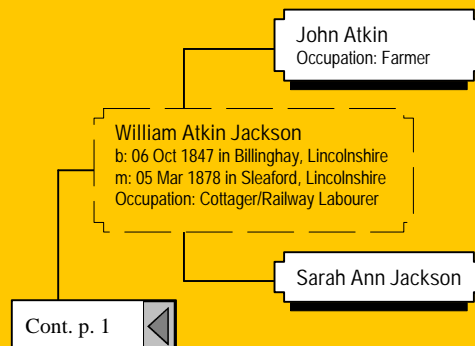 John Atkin
Occupation: Farmer
William Atkin Jackson
b: 06 Oct 1847 in Billinghay, Lincolnshire
m: 05 Mar 1878 in Sleaford, Lincolnshire
Occupation: Cottager/Railway Labourer
Sarah Ann Jackson
Cont. p. 1